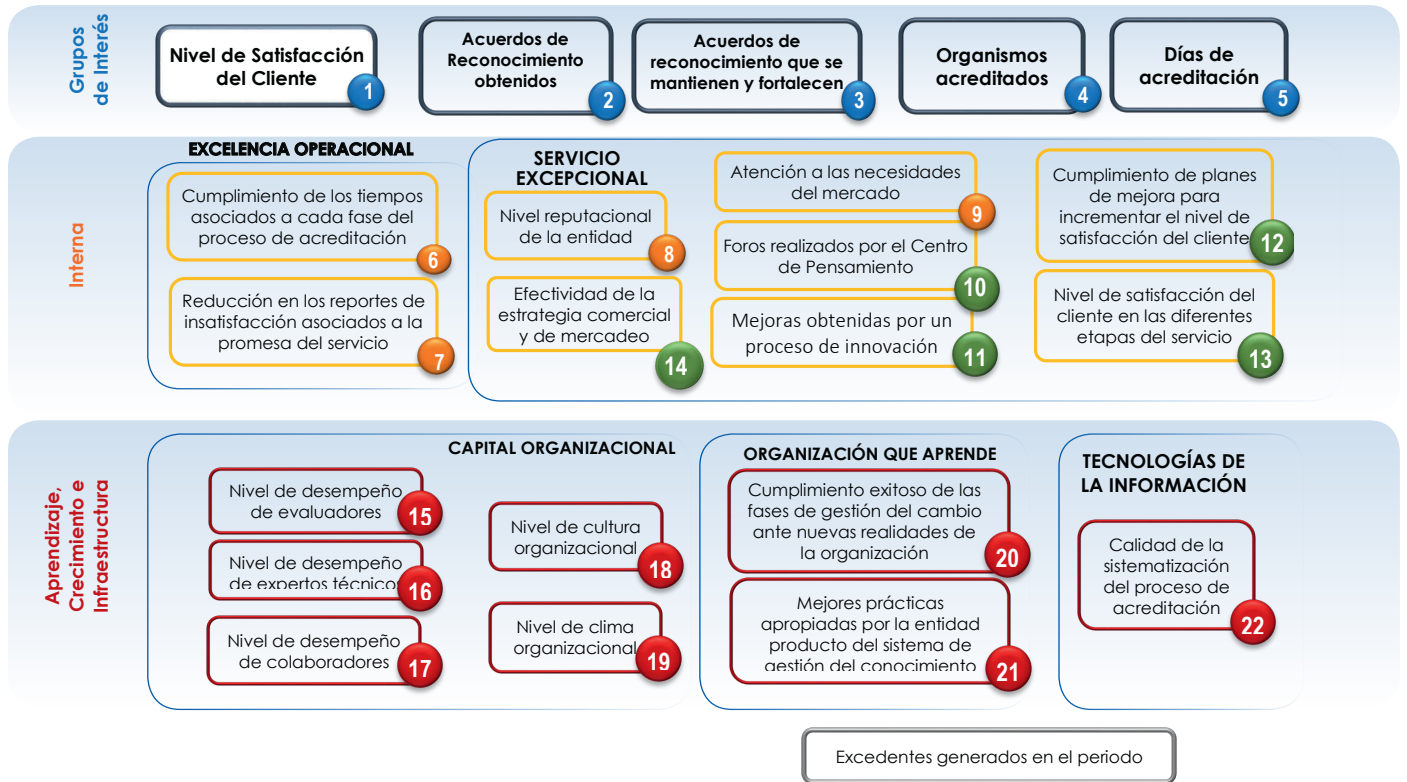 Grupos
de Interés
Nivel de Satisfacción
del Cliente
1
Acuerdos de
Reconocimiento
obtenidos
2
Acuerdos de
reconocimiento que se
mantienen y fortalecen
3
Organismos
acreditados
4
Días de
acreditación
5
Interna
EXCELENCIA OPERACIONAL
Cumplimiento de los tiempos
asociados a cada fase del
proceso de acreditación
6
Reducción en los reportes de
insatisfacción asociados a la
promesa del servicio
7
SERVICIO
EXCEPCIONAL
Nivel reputacional
de la entidad
8
Efectividad de la
estrategia comercial
y de mercadeo
14
Atención a las necesidades
del mercado
9
Foros realizados por el Centro
de Pensamiento
10
Mejoras obtenidas por un
proceso de innovación
11
Cumplimiento de planes
de mejora para
incrementar el nivel de
satisfacción del cliente
12
Nivel de satisfacción del
cliente en las diferentes
etapas del servicio
13
Aprendizaje,
Crecimiento e
Infraestructura
CAPITAL ORGANIZACIONAL
Nivel de desempeño
de evaluadores
15
Nivel de desempeño
de expertos técnicos
16
Nivel de desempeño
de colaboradores
17
Nivel de cultura
organizacional
18
Nivel de clima
organizacional
19
ORGANIZACIÓN QUE APRENDE
Cumplimiento exitoso de las
fases de gestión del cambio
ante nuevas realidades de
la organización
20
Mejores prácticas
apropiadas por la entidad
producto del sistema de
gestión del conocimiento
21
TECNOLOGÍAS DE
LA INFORMACIÓN
Calidad de la
sistematización
del proceso de
acreditación
22
Excedentes generados en el periodo